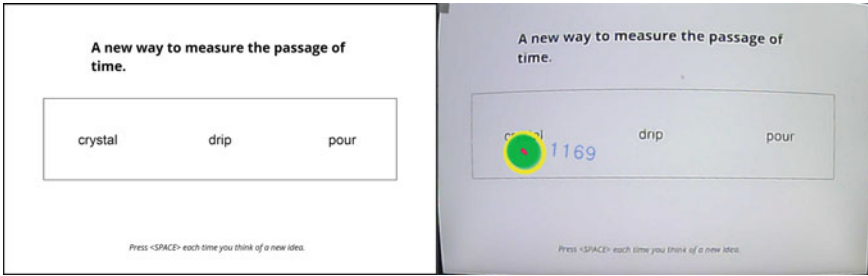 A new way to measure the passage of
time.
crystal drip pour
Press <SPACE> each time you think of a new idea.
A new way to measure the passage of
time.
drip pour
1169
Press <SPACE> each time you think of a new idea.